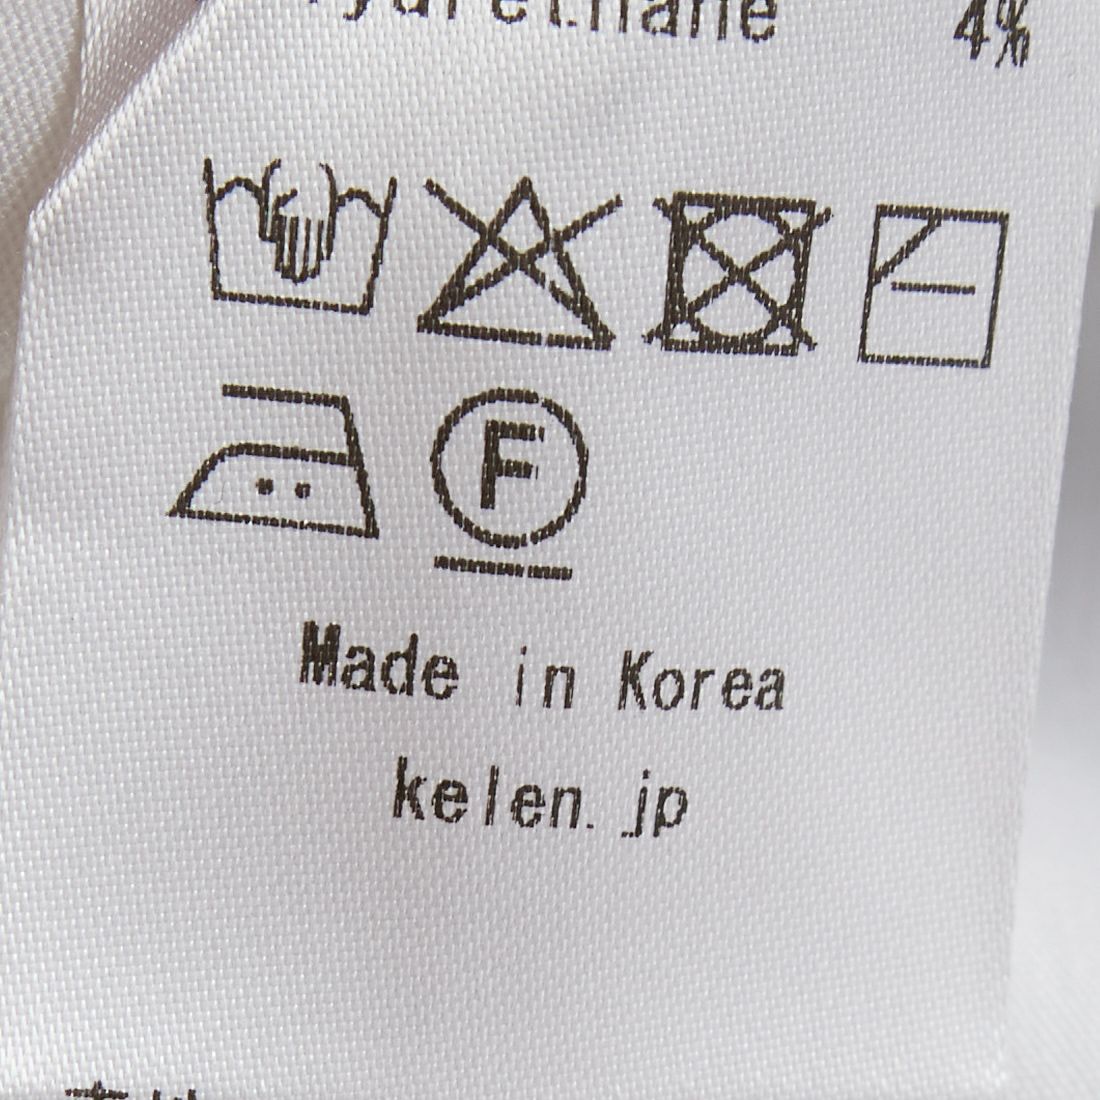 4%
F
Made in Korea
kelen.jp